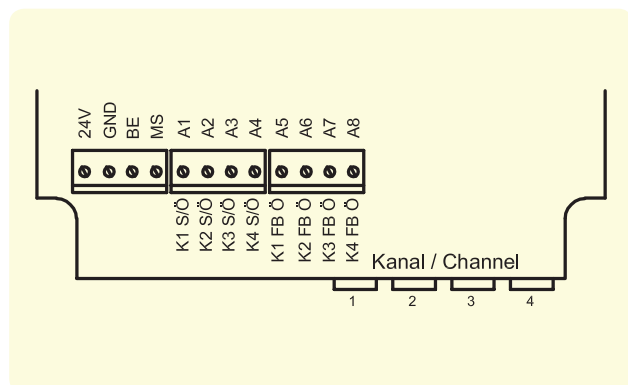 24V GND BE MS A1 A2 A3 A4 A5 A6 A7 A8
K1 S/Ö K2 S/Ö K3 S/Ö K4 S/Ö K1 FB Ö K2 FB Ö K3 FB Ö K4 FB Ö
Kanal / Channel
1 2 3 4